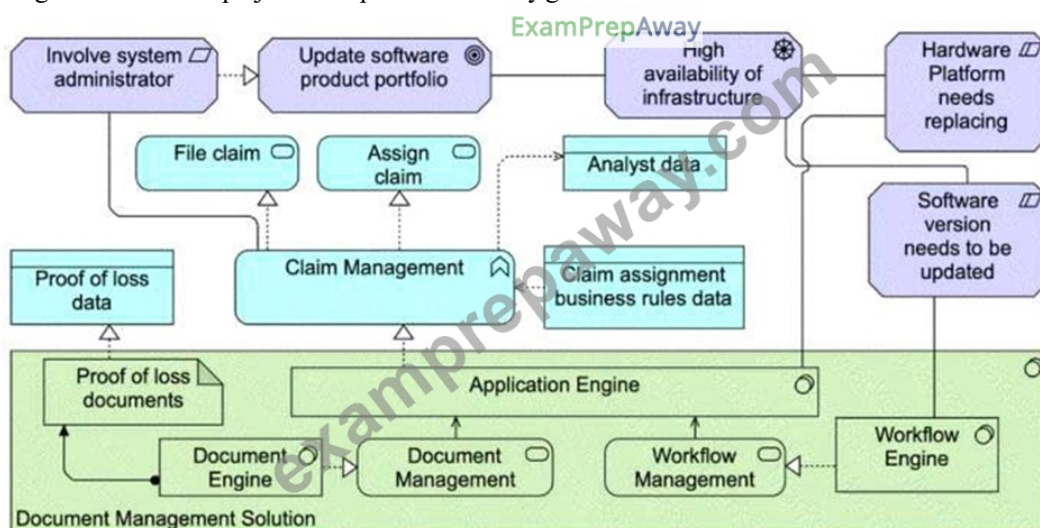 ExamPrepAway
Involve system
administrator
Update software
product portfolio
High
availability of
infrastructure
Hardware
Platform
needs
replacing
File claim
Assign
claim
Analyst data
Software
version
needs to be
updated
Proof of loss
data
Claim Management
Claim assignment
business rules data
Proof of loss
documents
Application Engine
Document
Engine
Document
Management
Workflow
Management
Workflow
Engine
Document Management Solution
examprepaway.com